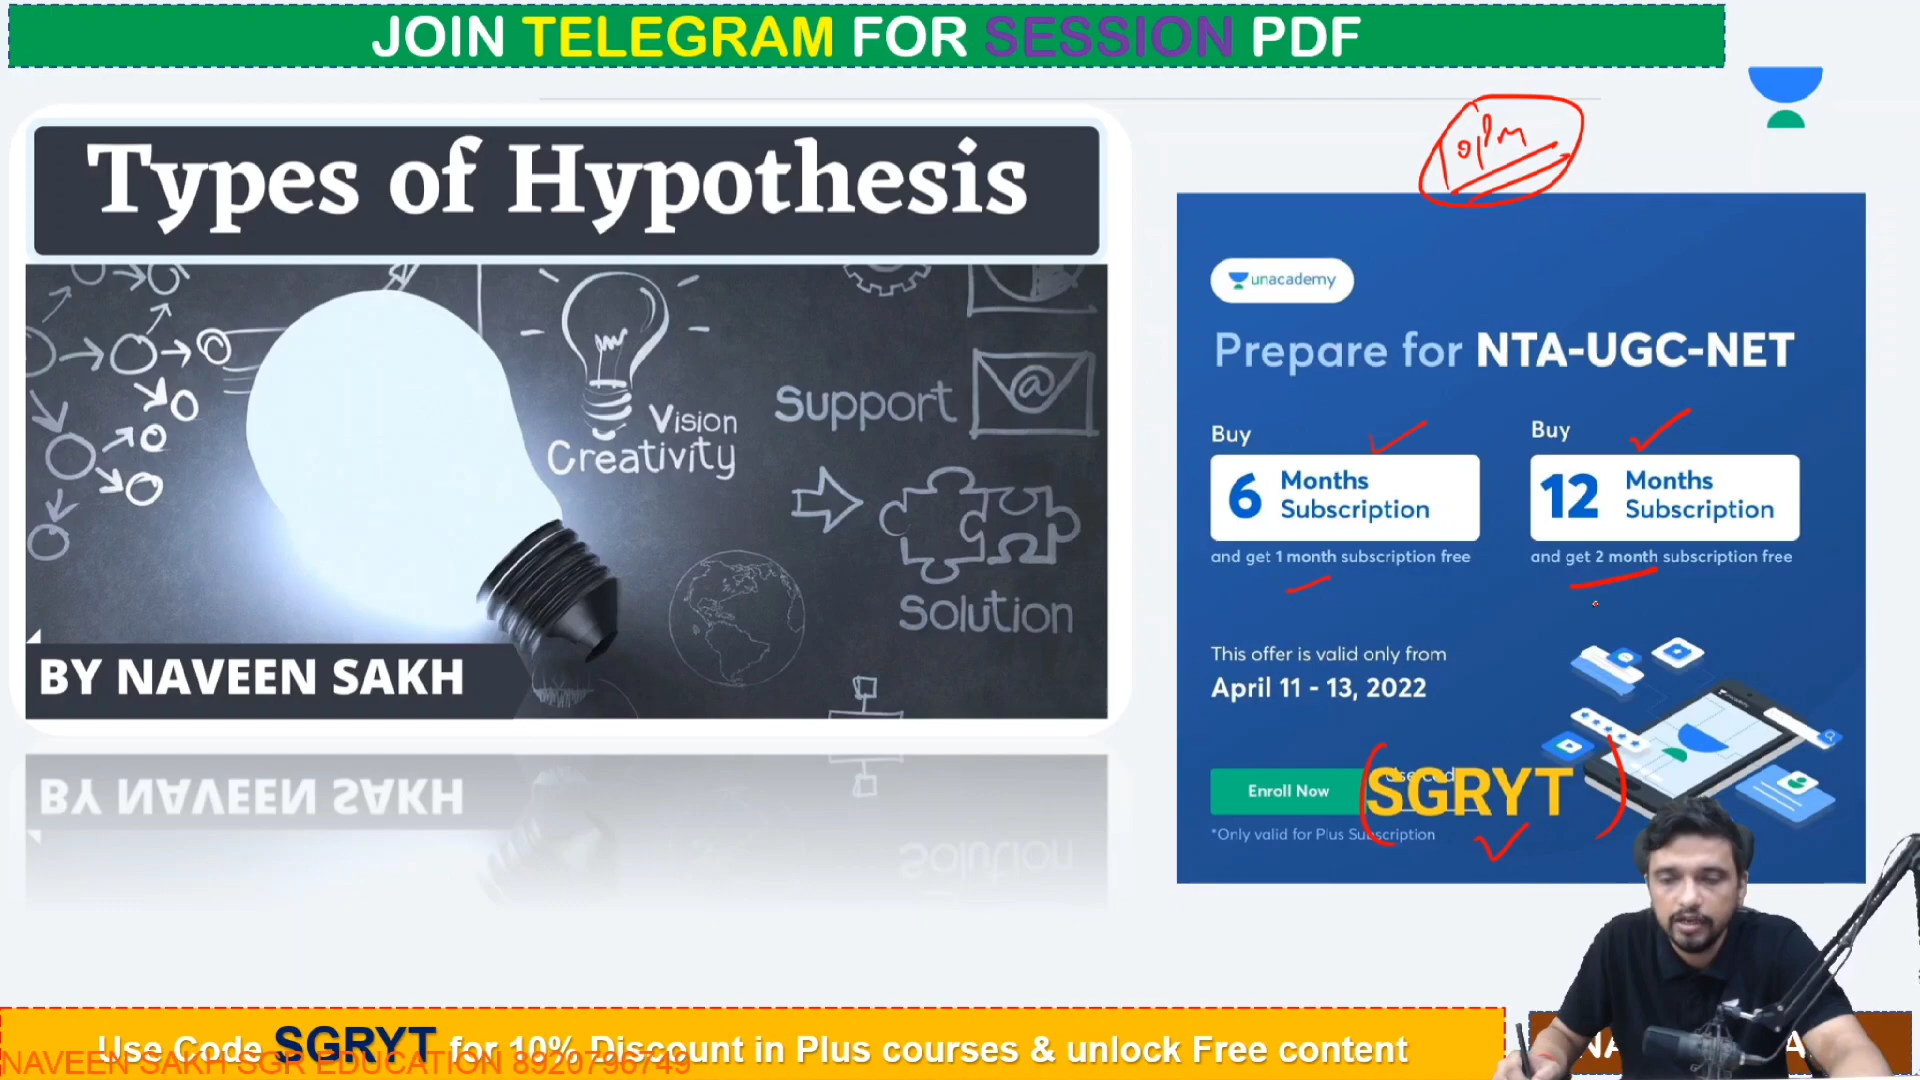 JOIN TELEGRAM FOR SESSION PDF
Types of Hypothesis
Vision
Creativity
Support
@
Solution
BY NAVEEN SAKH
unacademy
Prepare for NTA-UGC-NET
Buy
6 Months Subscription
and get 1 month subscription free
Buy
12 Months Subscription
and get 2 month subscription free
This offer is valid only from
April 11 - 13, 2022
Enroll Now
SGRYT
*Only valid for Plus Subscription
Use Code SGRYT for 10% Discount in Plus courses & unlock Free content
NAVEEN SAKH SGR EDUCATION 8920796749